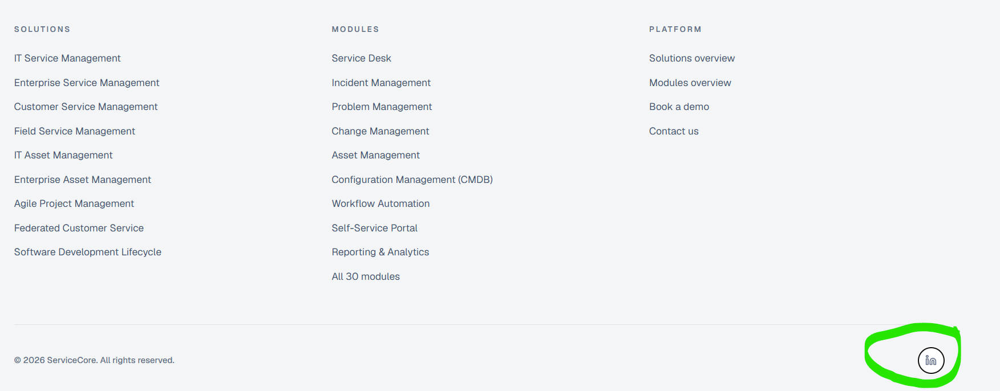 SOLUTIONS
IT Service Management
Enterprise Service Management
Customer Service Management
Field Service Management
IT Asset Management
Enterprise Asset Management
Agile Project Management
Federated Customer Service
Software Development Lifecycle
MODULES
Service Desk
Incident Management
Problem Management
Change Management
Asset Management
Configuration Management (CMDB)
Workflow Automation
Self-Service Portal
Reporting & Analytics
All 30 modules
PLATFORM
Solutions overview
Modules overview
Book a demo
Contact us
© 2026 ServiceCore. All rights reserved.
in